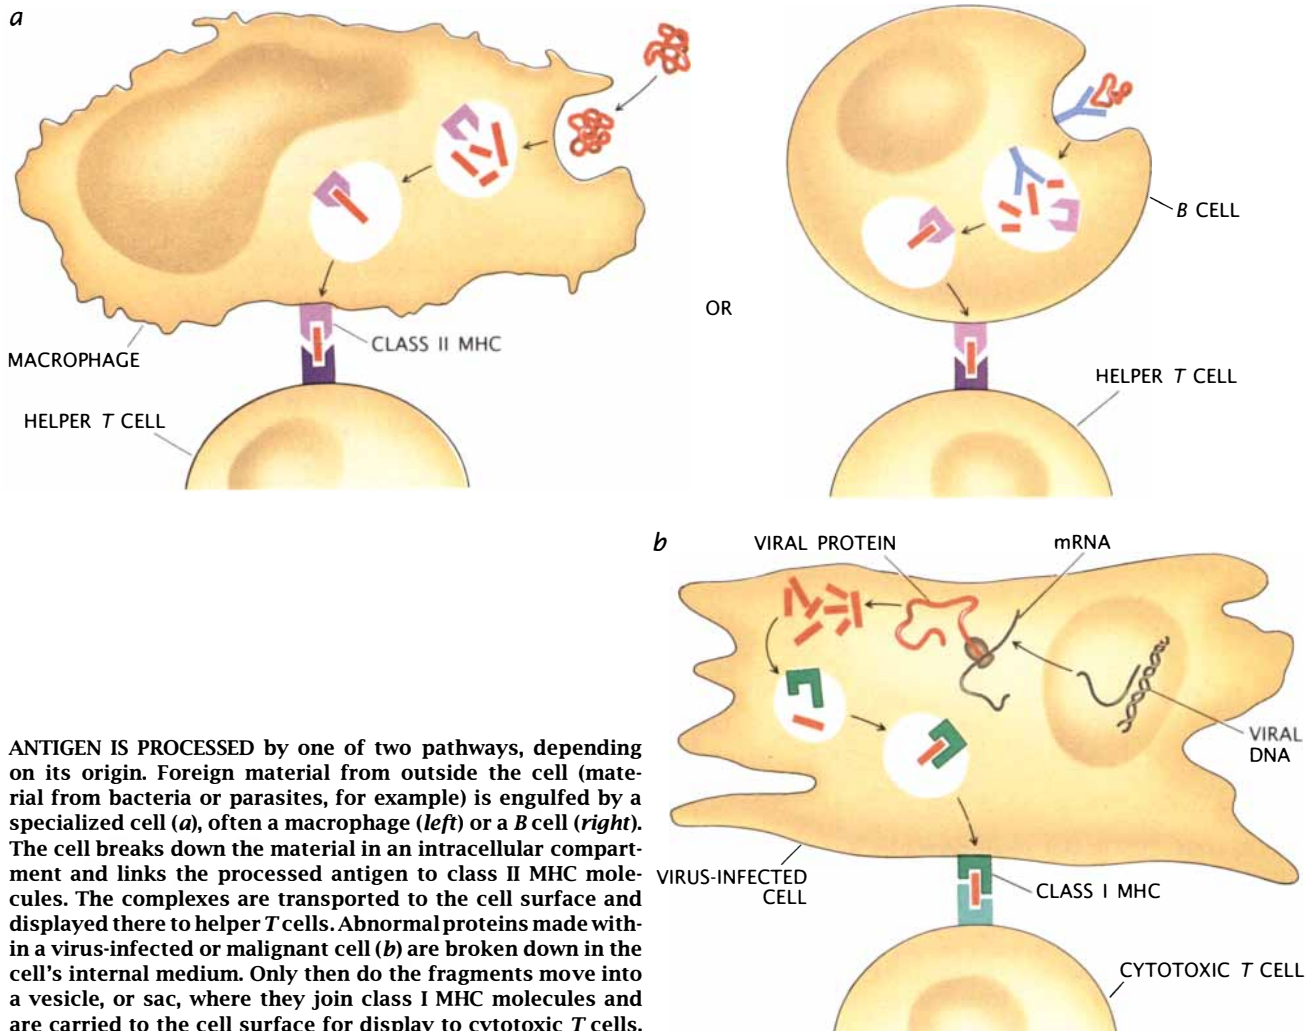 a
B CELL
OR
MACROPHAGE
CLASS II MHC
HELPER T CELL
HELPER T CELL
b
VIRAL PROTEIN
mRNA
VIRAL
DNA
VIRUS-INFECTED
CELL
CLASS I MHC
CYTOTOXIC T CELL
ANTIGEN IS PROCESSED by one of two pathways, depending
on its origin. Foreign material from outside the cell (mate-
rial from bacteria or parasites, for example) is engulfed by a
specialized cell (a), often a macrophage (left) or a B cell (right).
The cell breaks down the material in an intracellular compart-
ment and links the processed antigen to class II MHC mole-
cules. The complexes are transported to the cell surface and
displayed there to helper T cells. Abnormal proteins made with-
in a virus-infected or malignant cell (b) are broken down in the
cell's internal medium. Only then do the fragments move into
a vesicle, or sac, where they join class I MHC molecules and
are carried to the cell surface for display to cytotoxic T cells.